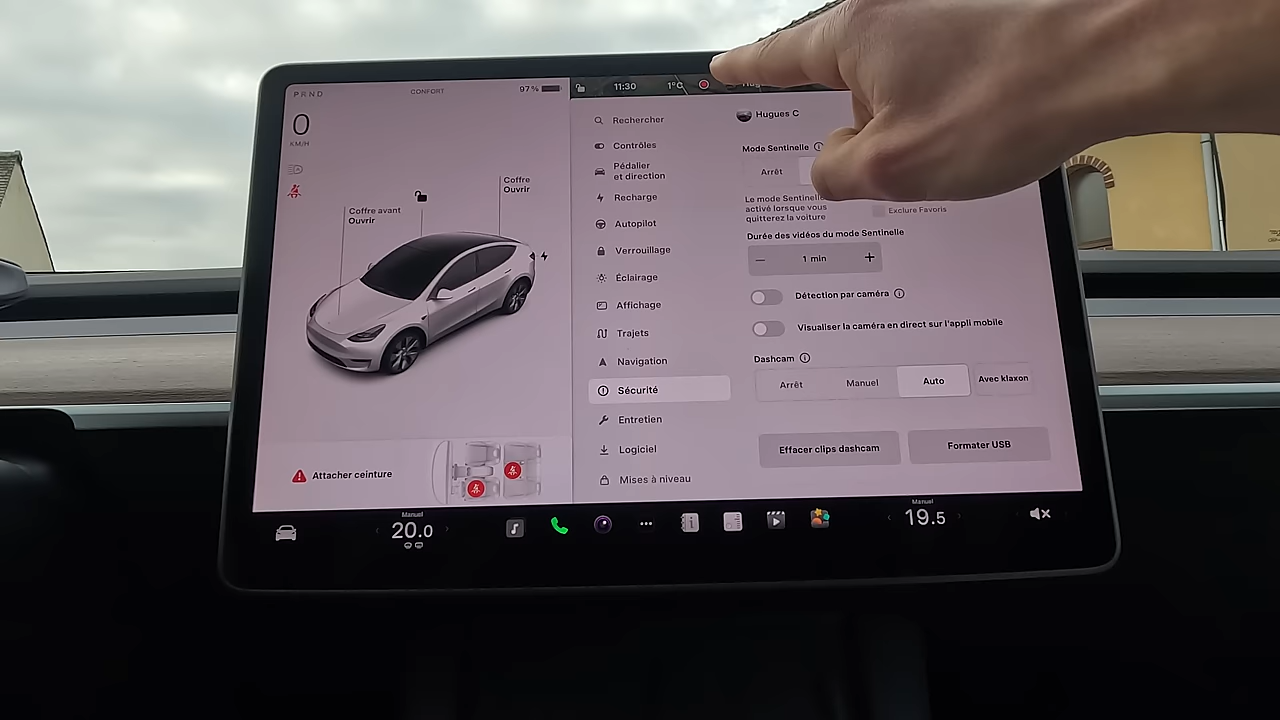 PRND
CONFORT
97 %
0
KM/H
Coffre avant
Ouvrir
Coffre
Ouvrir
Attacher ceinture
11:30
1°C
Rechercher
Contrôles
Pédalier
et direction
Recharge
Autopilot
Verrouillage
Éclairage
Affichage
Trajets
Navigation
Sécurité
Entretien
Logiciel
Mises à niveau
Hugues C
Mode Sentinelle
Arrêt
Le mode Sentinelle
activé lorsque vous
quitterez la voiture
Exclure Favoris
Durée des vidéos du mode Sentinelle
– 1 min +
Détection par caméra
Visualiser la caméra en direct sur l'appli mobile
Dashcam
Arrêt Manuel Auto Avec klaxon
Effacer clips dashcam Formater USB
Manuel
20.0
Manuel
19.5